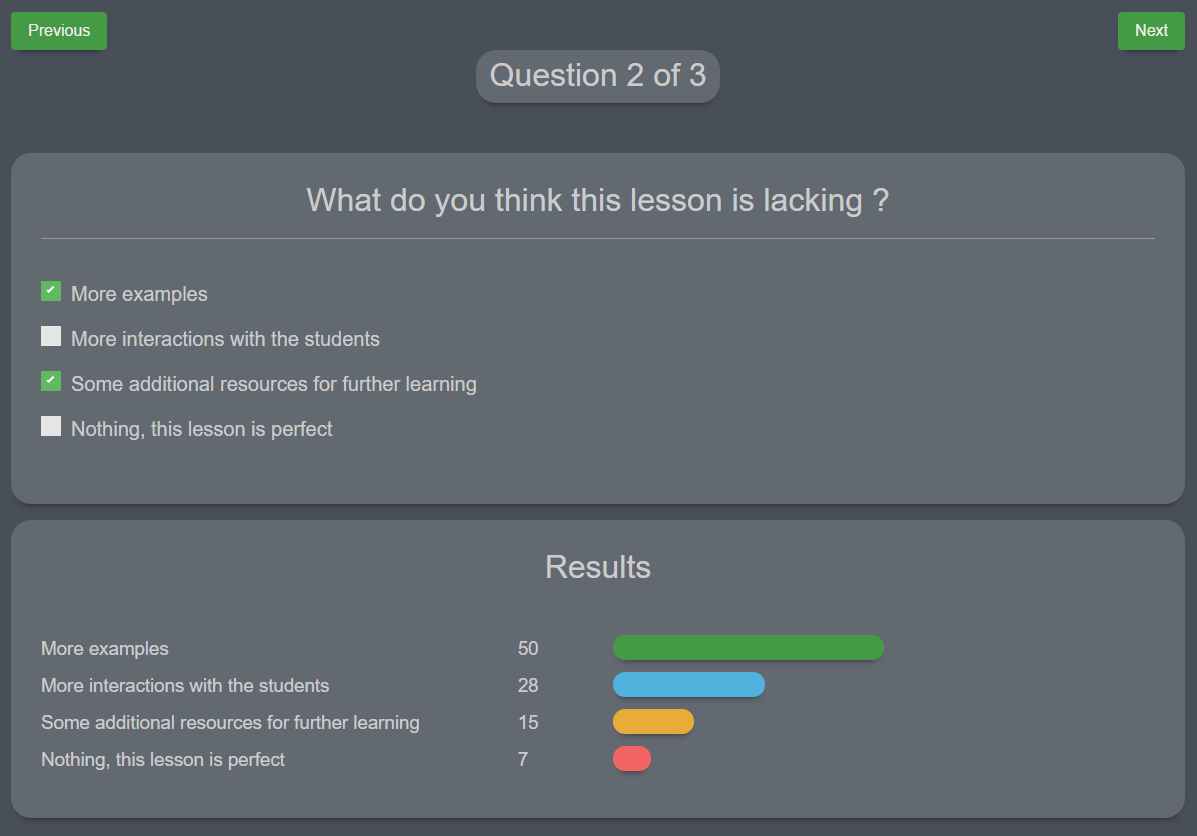 Previous
Next
Question 2 of 3
What do you think this lesson is lacking ?
More examples
More interactions with the students
Some additional resources for further learning
Nothing, this lesson is perfect
Results
More examples 50
More interactions with the students 28
Some additional resources for further learning 15
Nothing, this lesson is perfect 7